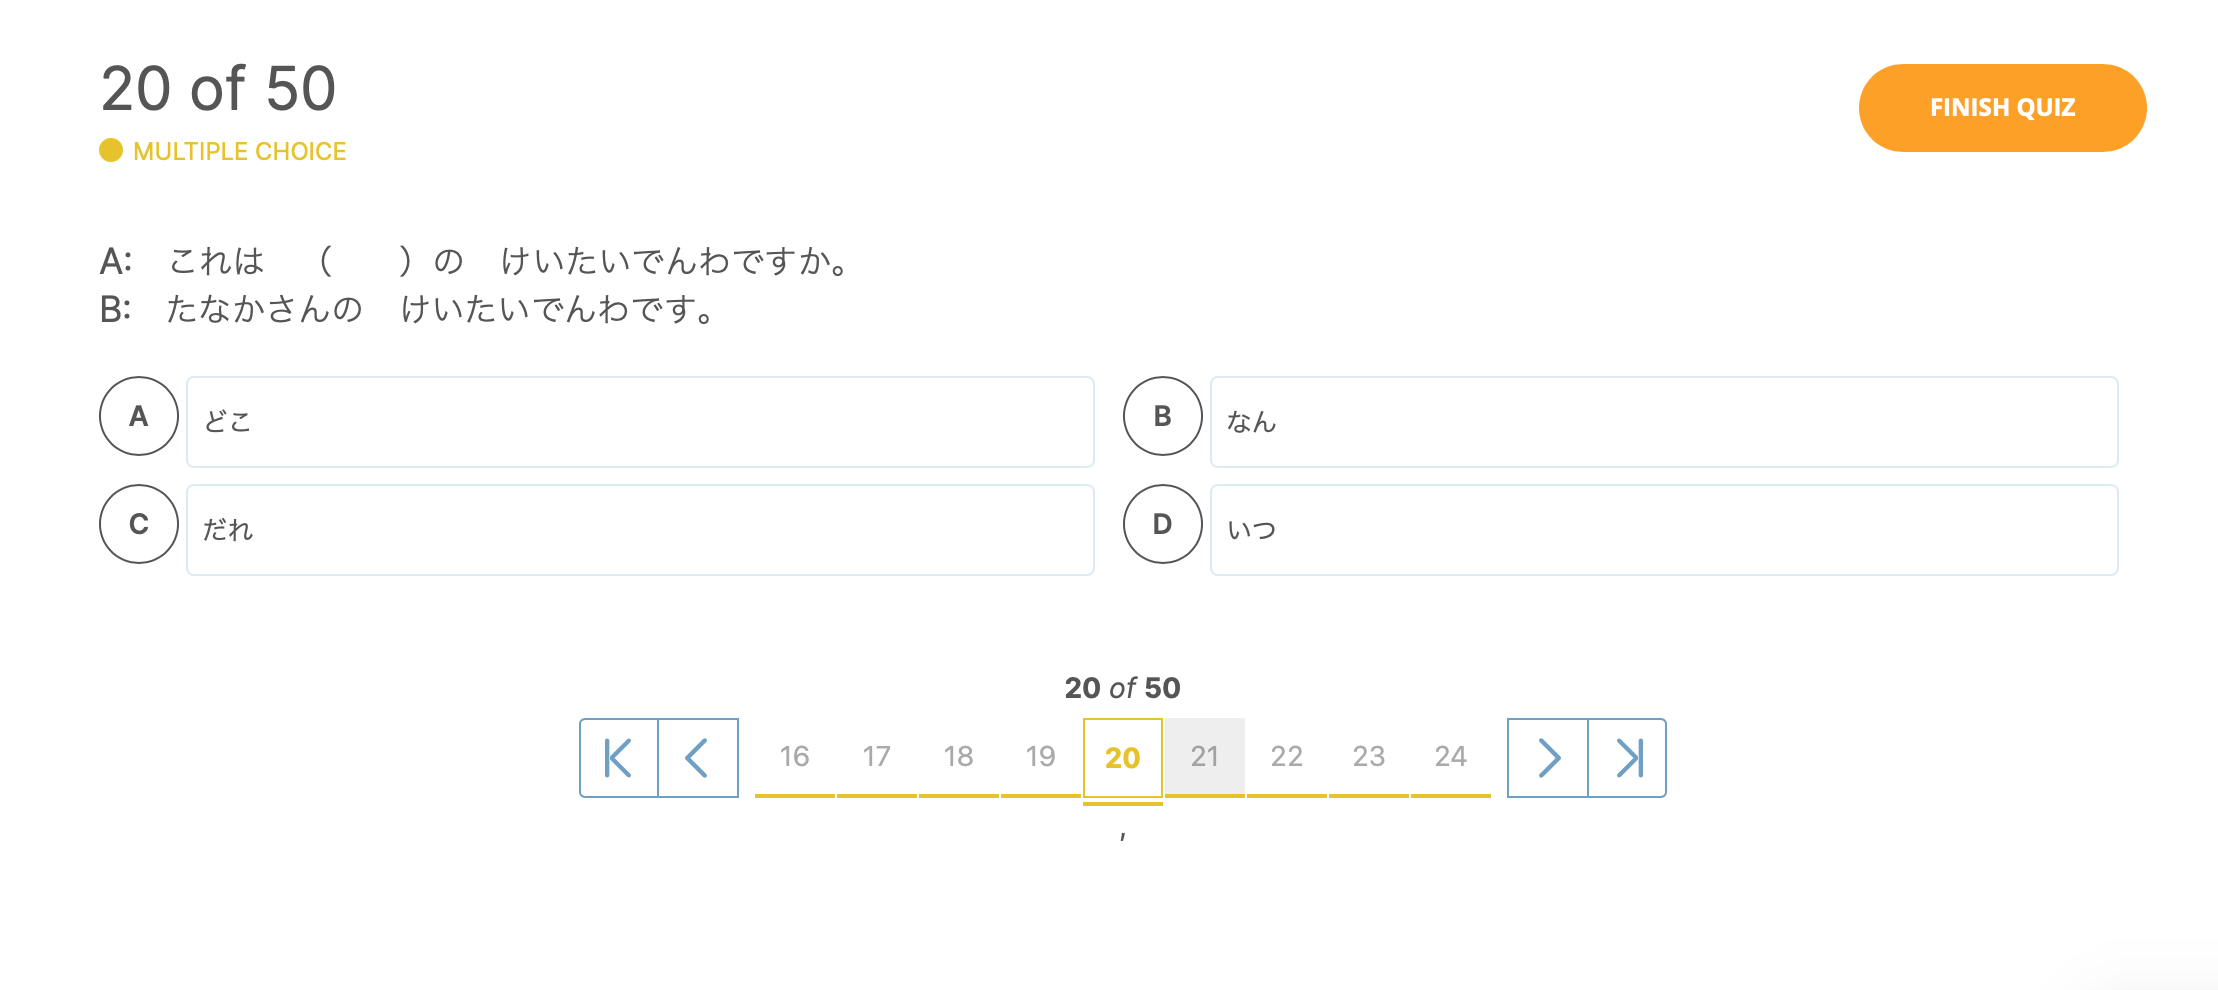 20 of 50
FINISH QUIZ
MULTIPLE CHOICE
A:　これは　（　　）の　けいたいでんわですか。
B:　たなかさんの　けいたいでんわです。
A どこ
B なん
C だれ
D いつ
20 of 50
16 17 18 19 20 21 22 23 24
,